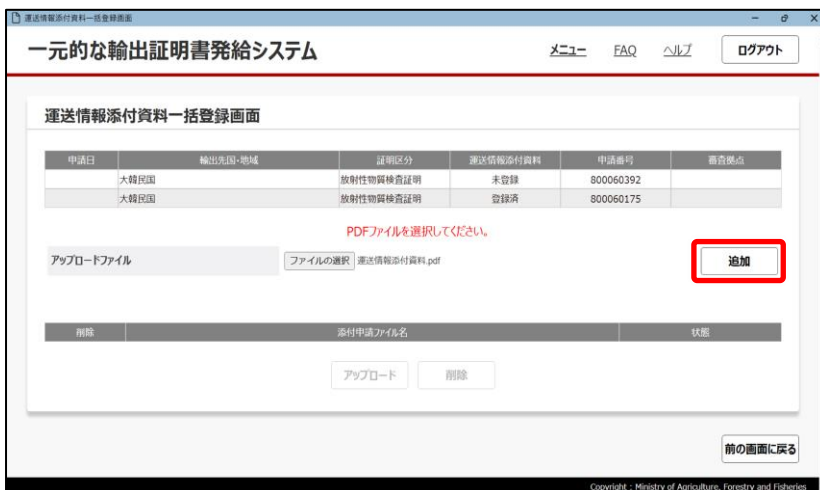 運送情報添付資料一括登録画面
一元的な輸出証明書発給システム
メニュー FAQ ヘルプ ログアウト
運送情報添付資料一括登録画面
申請日 輸出先国・地域 証明区分 運送情報添付資料 申請番号 審査拠点
大韓民国 放射性物質検査証明 未登録 800060392
大韓民国 放射性物質検査証明 登録済 800060175
PDFファイルを選択してください。
アップロードファイル ファイルの選択 運送情報添付資料.pdf 追加
削除 添付申請ファイル名 状態
アップロード 削除
前の画面に戻る
Copyright : Ministry of Agriculture, Forestry and Fisheries